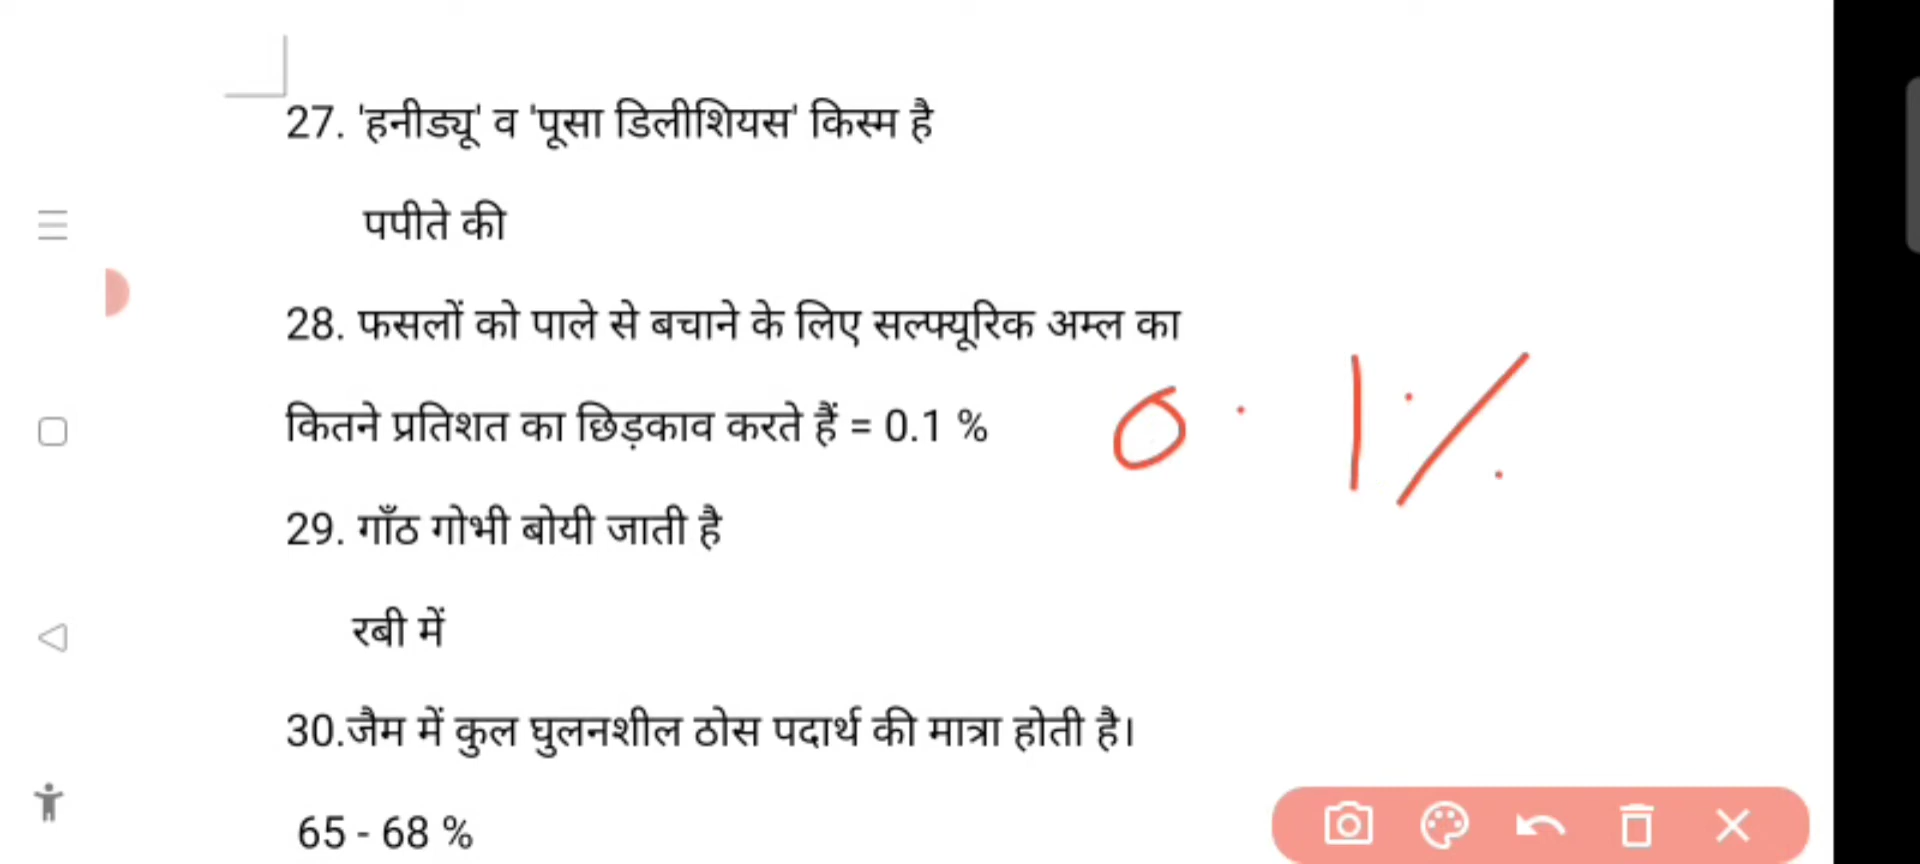 27. 'हनीड्यू' व 'पूसा डिलीशियस' किस्म है
पपीते की
28. फसलों को पाले से बचाने के लिए सल्फ्यूरिक अम्ल का
कितने प्रतिशत का छिड़काव करते हैं = 0.1 % 0.1%
29. गाँठ गोभी बोयी जाती है
रबी में
30.जैम में कुल घुलनशील ठोस पदार्थ की मात्रा होती है।
65 - 68 %